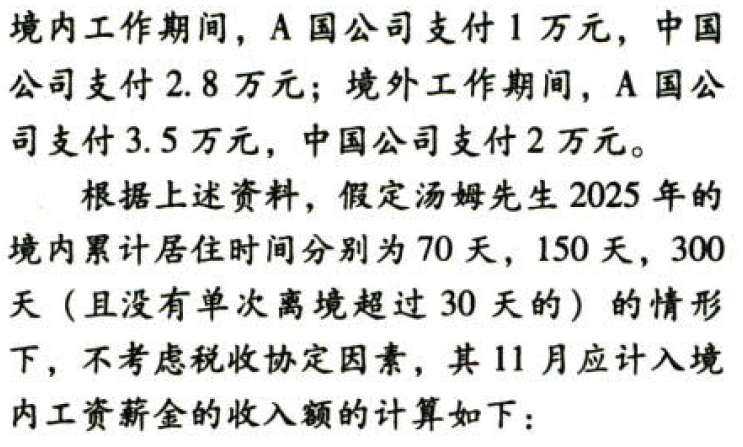 境内工作期间，A 国公司支付 1 万元，中国
公司支付 2.8 万元；境外工作期间，A 国公
司支付 3.5 万元，中国公司支付 2 万元。
根据上述资料，假定汤姆先生 2025 年的
境内累计居住时间分别为 70 天，150 天，300
天（且没有单次离境超过 30 天的）的情形
下，不考虑税收协定因素，其 11 月应计入境
内工资薪金的收入额的计算如下：